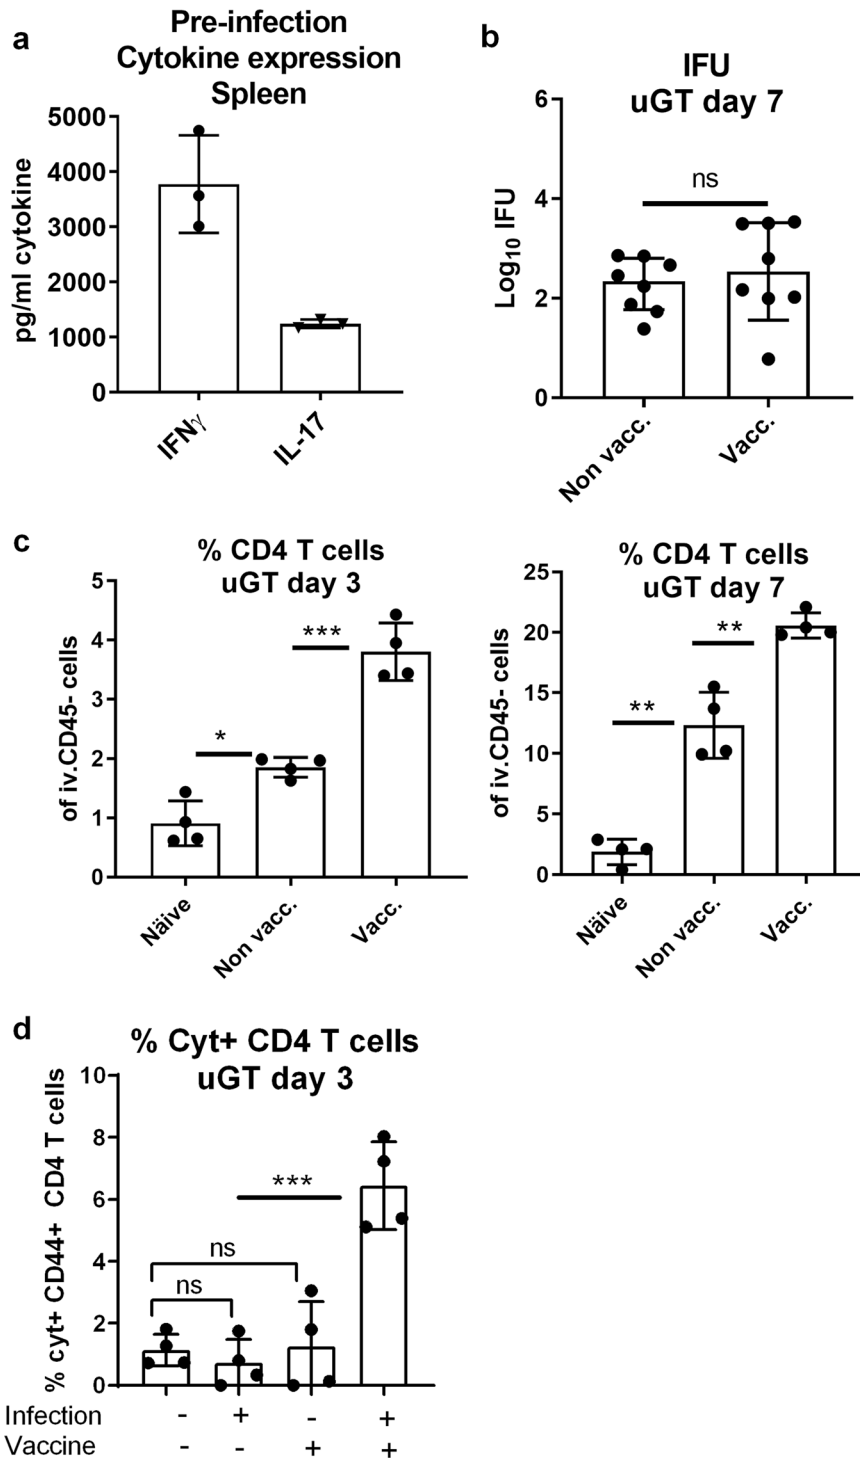 a
Pre-infection
Cytokine expression
Spleen
pg/ml cytokine
5000
4000
3000
2000
1000
0
IFNγ
IL-17
b
IFU
uGT day 7
Log10 IFU
6
4
2
0
ns
Non vacc.
Vacc.
c
% CD4 T cells
uGT day 3
of iv.CD45- cells
5
4
3
2
1
0
*
***
Näive
Non vacc.
Vacc.
% CD4 T cells
uGT day 7
of iv.CD45- cells
25
20
15
10
5
0
**
**
Näive
Non vacc.
Vacc.
d
% Cyt+ CD4 T cells
uGT day 3
% cyt+ CD44+ CD4 T cells
10
8
6
4
2
0
ns
ns
***
Infection - + - +
Vaccine - - + +